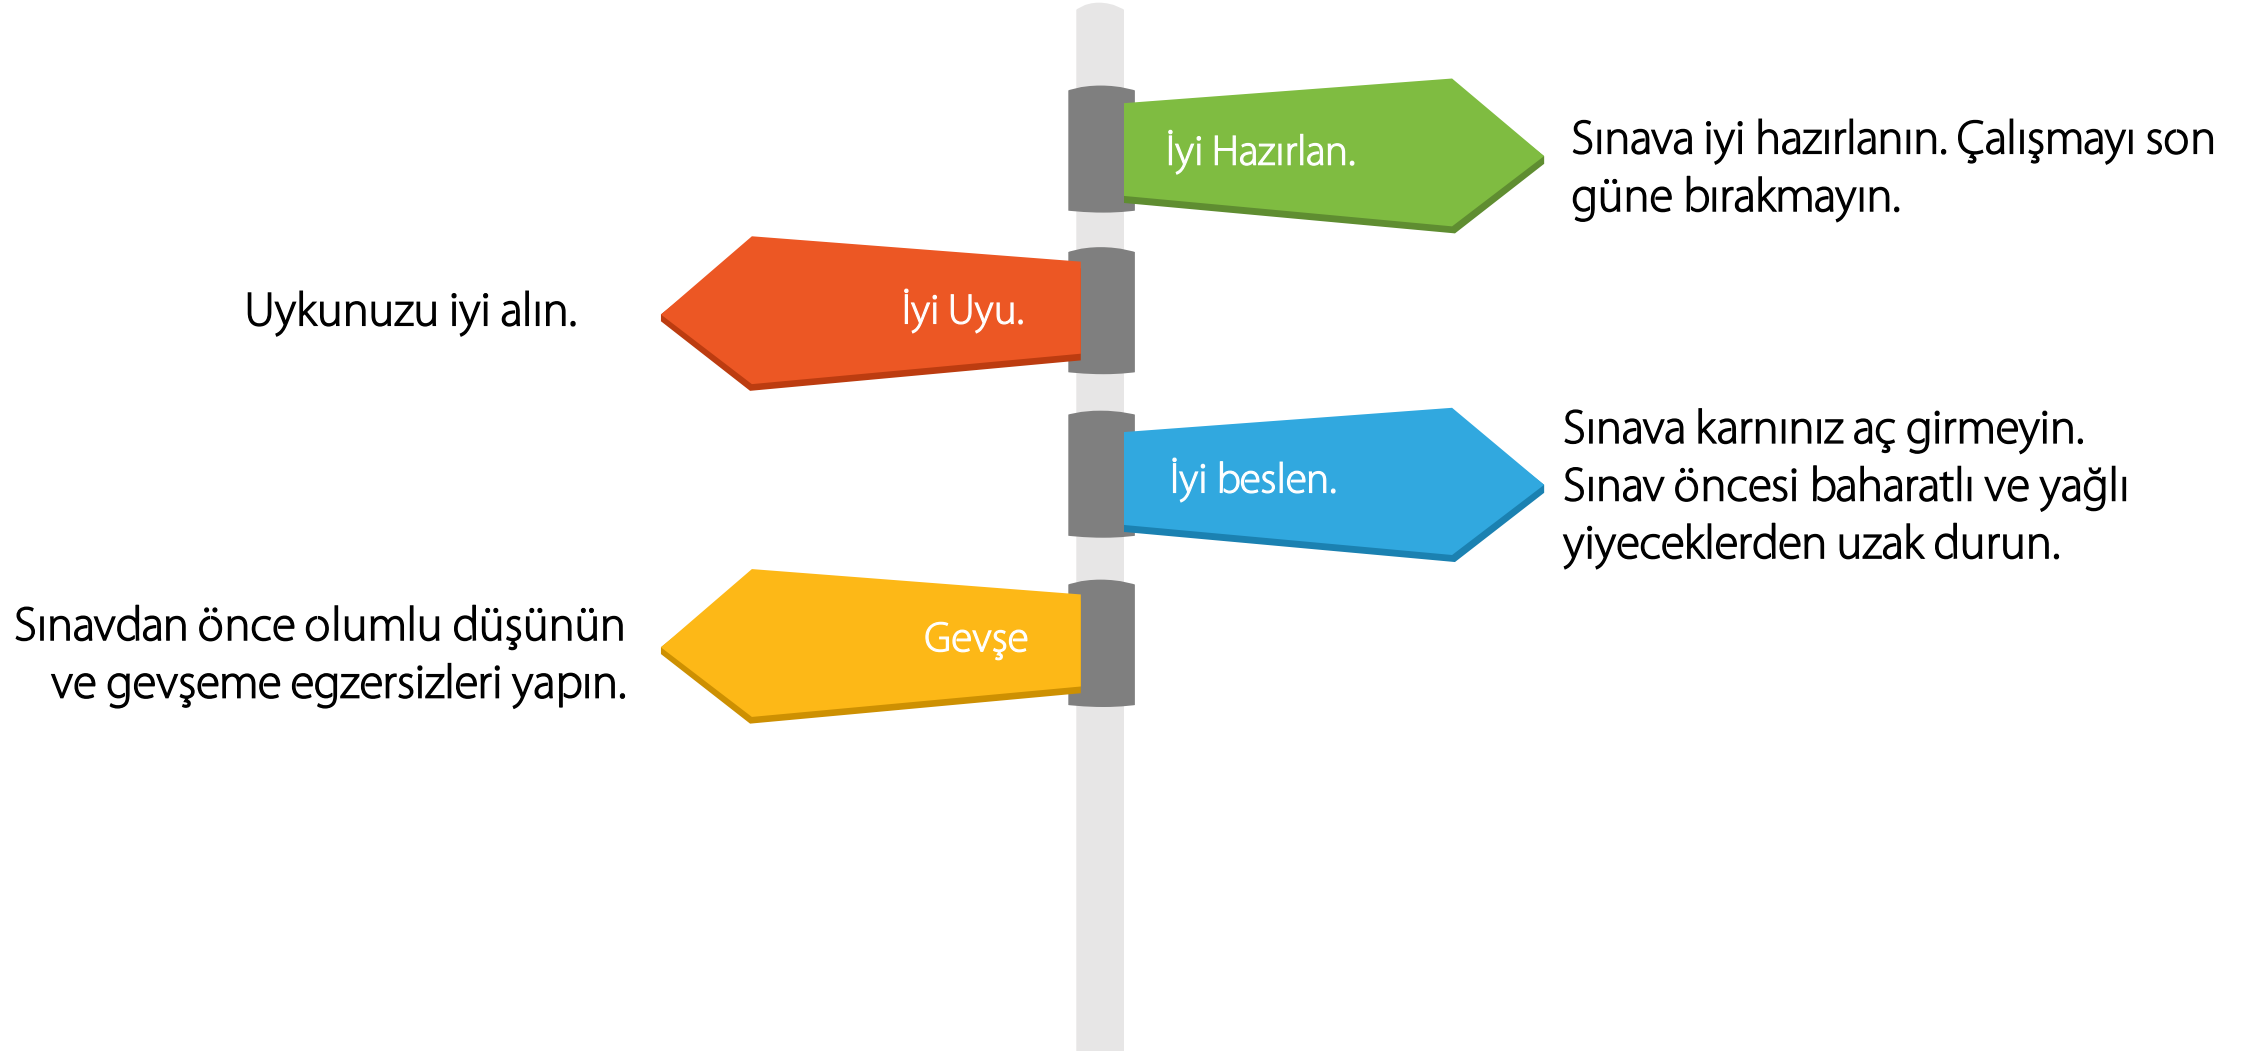 İyi Hazırlan.
Sınava iyi hazırlanın. Çalışmayı son
güne bırakmayın.
Uykunuzu iyi alın.
İyi Uyu.
İyi beslen.
Sınava karnınız aç girmeyin.
Sınav öncesi baharatlı ve yağlı
yiyeceklerden uzak durun.
Sınavdan önce olumlu düşünün
ve gevşeme egzersizleri yapın.
Gevşe